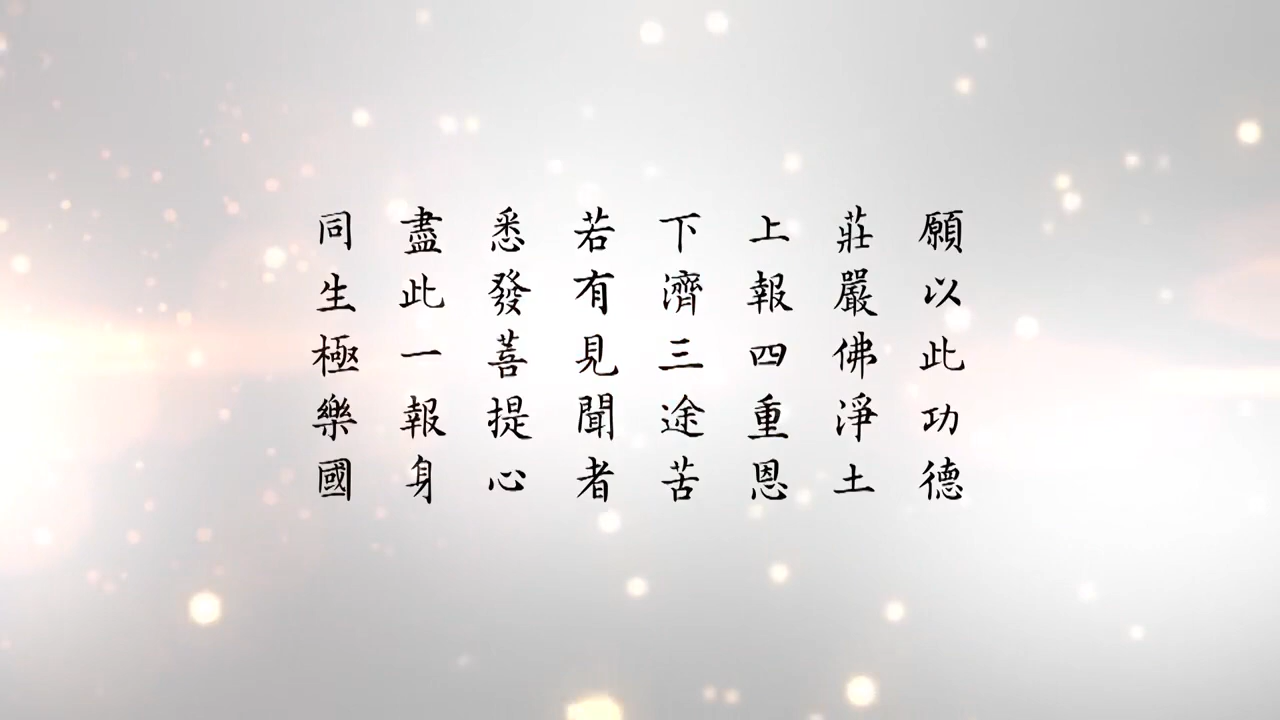 願以此功德
莊嚴佛淨土
上報四重恩
下濟三途苦
若有見聞者
悉發菩提心
盡此一報身
同生極樂國